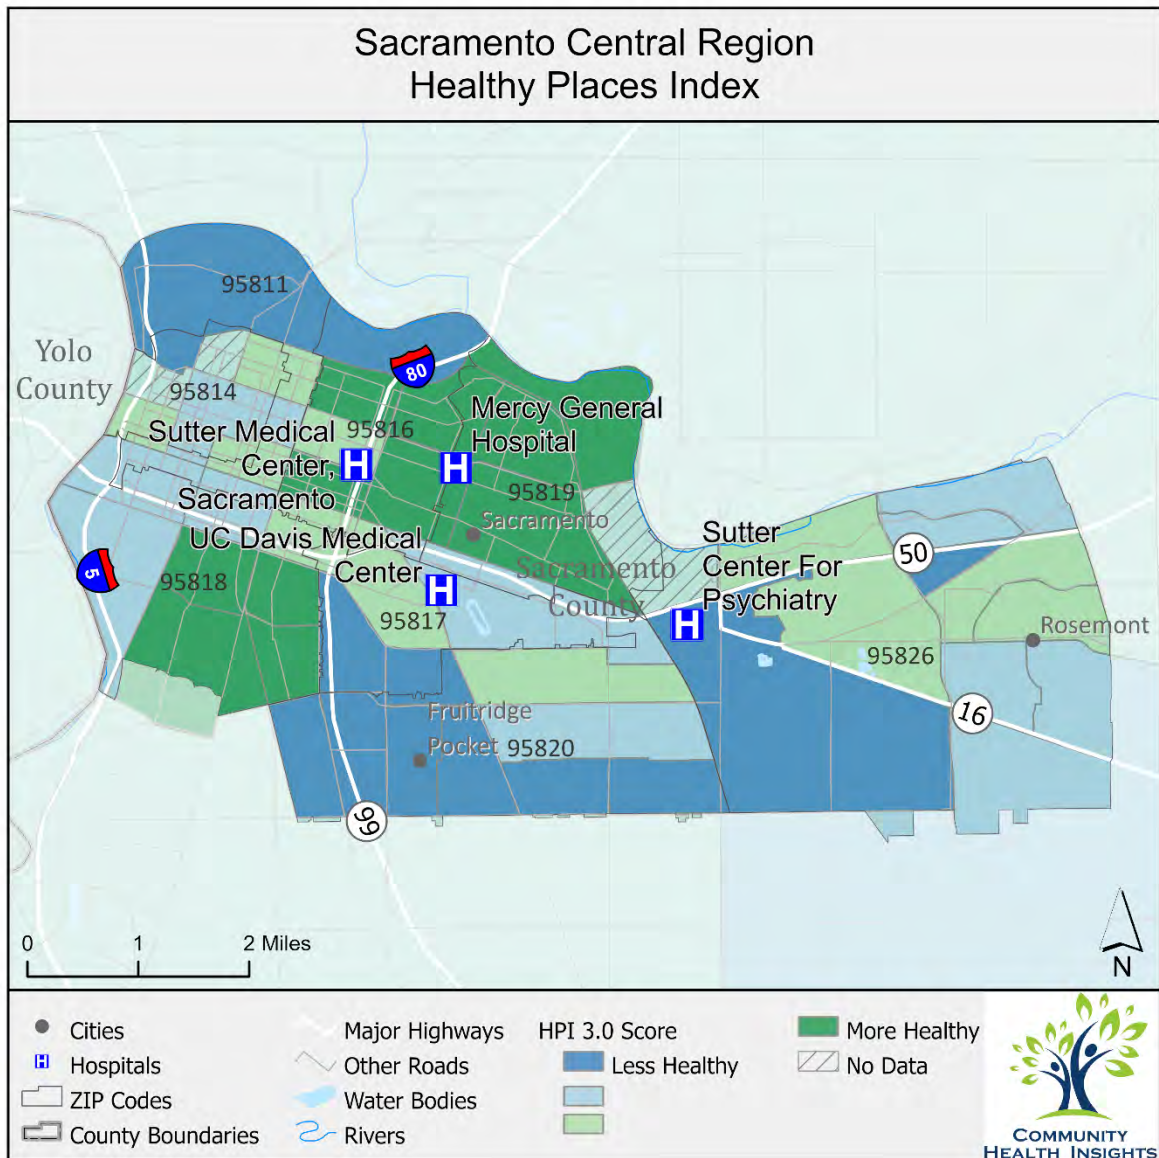 Sacramento Central Region
Healthy Places Index
95811
80
Yolo
County
95814
95816
Mercy General
Hospital
Sutter Medical
Center,
Sacramento
H
H
95819
Sacramento
UC Davis Medical
Center
H
Sacramento
County
Sutter
Center For
Psychiatry
H
50
5
95818
95817
95826
Rosemont
16
Fruitridge
Pocket
95820
99
0 1 2 Miles
N
Cities
H Hospitals
ZIP Codes
County Boundaries
Major Highways
Other Roads
Water Bodies
Rivers
HPI 3.0 Score
Less Healthy
More Healthy
No Data
COMMUNITY
HEALTH INSIGHTS